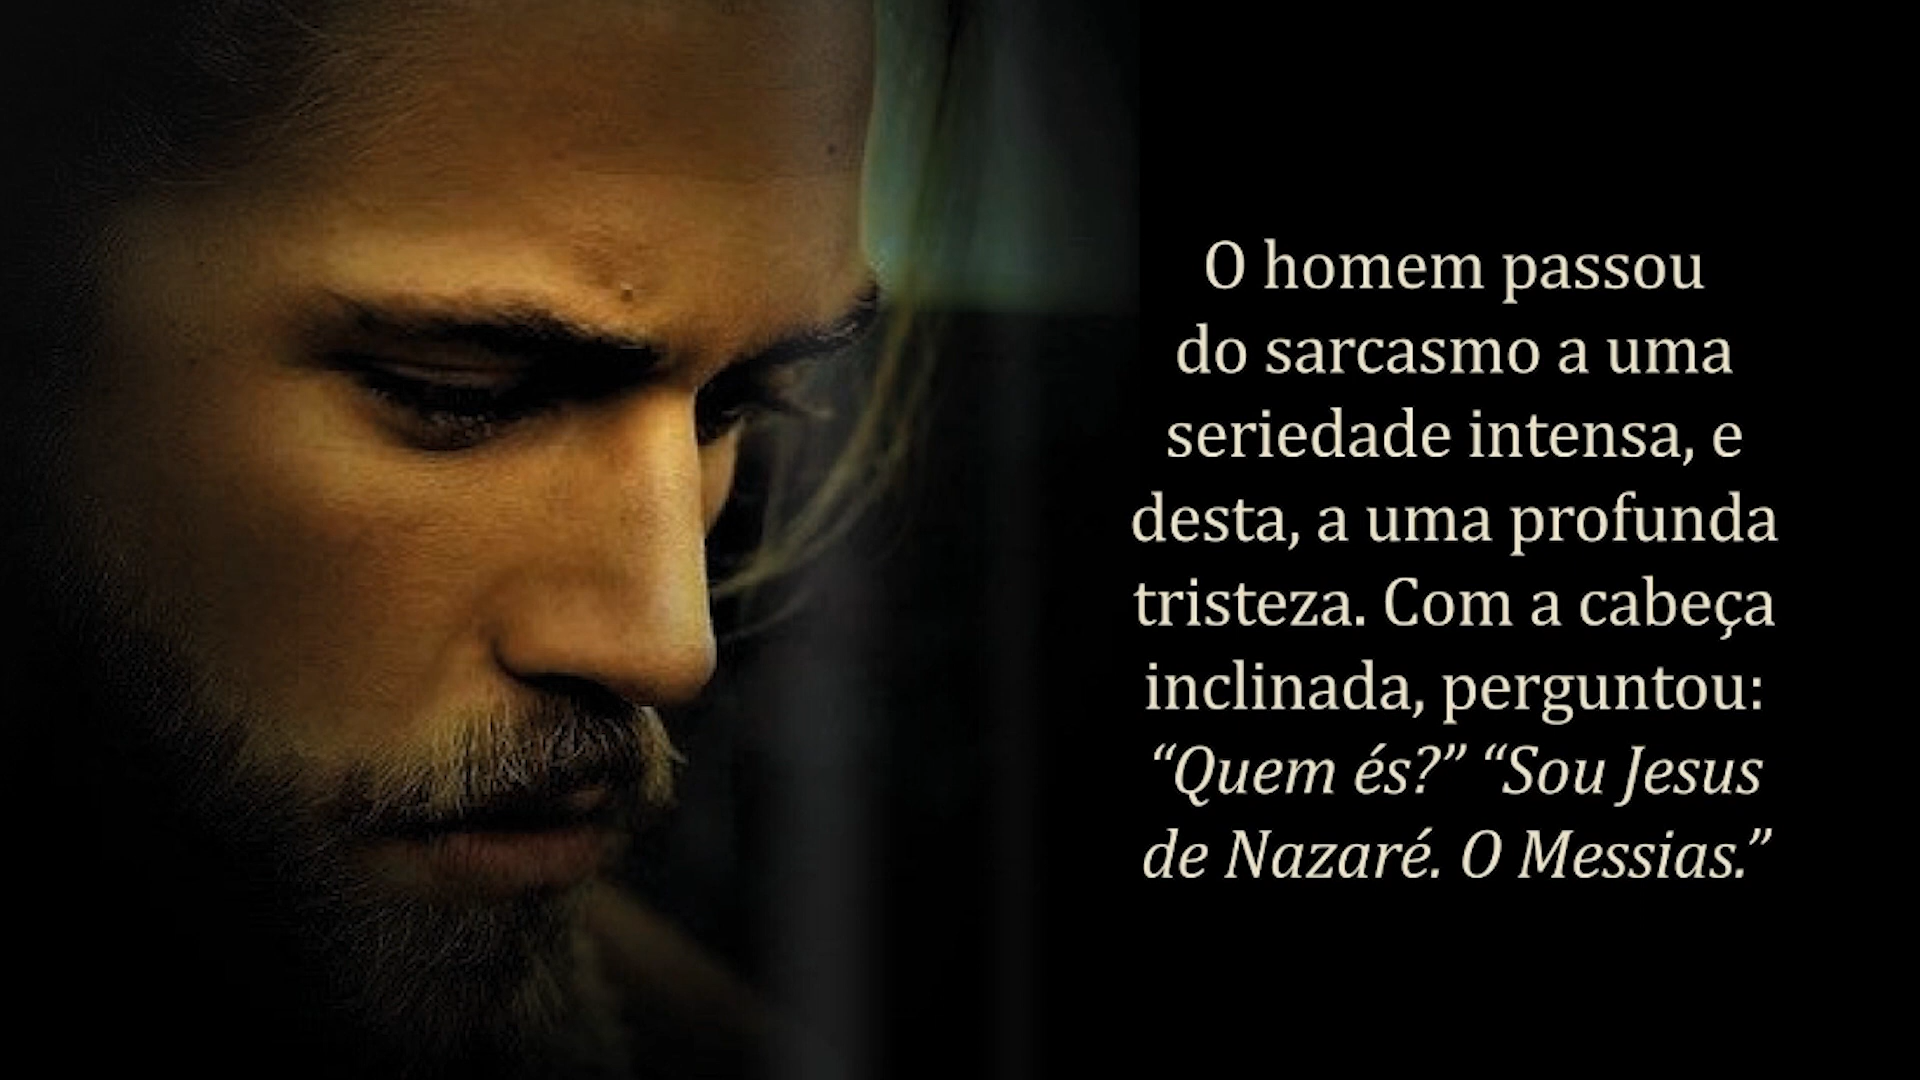 O homem passou
do sarcasmo a uma
seriedade intensa, e
desta, a uma profunda
tristeza. Com a cabeça
inclinada, perguntou:
“Quem és?” “Sou Jesus
de Nazaré. O Messias.”